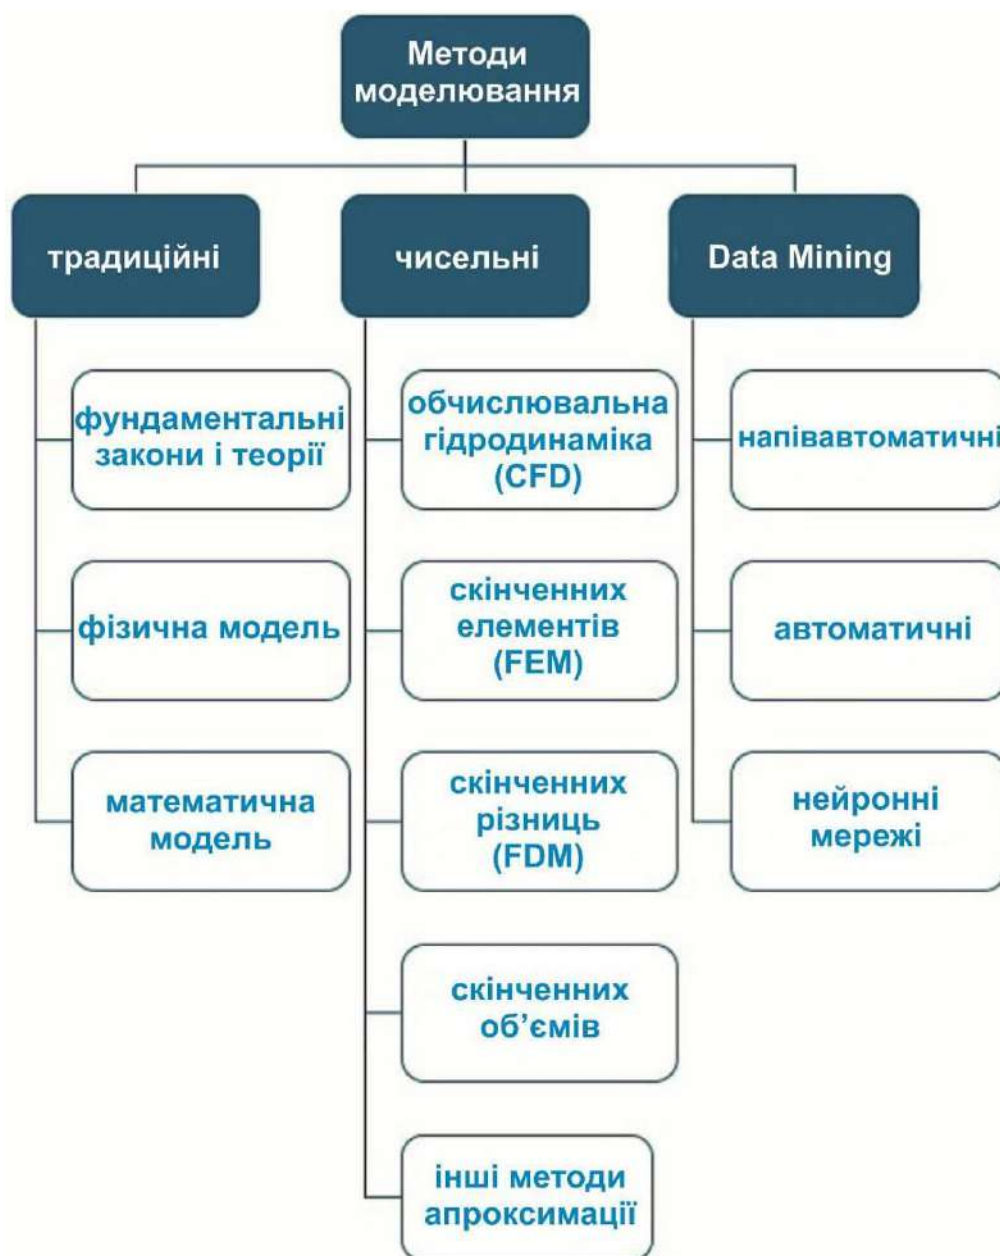 Методи
моделювання
традиційні
чисельні
Data Mining
фундаментальні
закони і теорії
фізична модель
математична
модель
обчислювальна
гідродинаміка
(CFD)
скінченних
елементів
(FEM)
скінченних
різниць
(FDM)
скінченних
об’ємів
інші методи
апроксимації
напівавтоматичні
автоматичні
нейронні
мережі